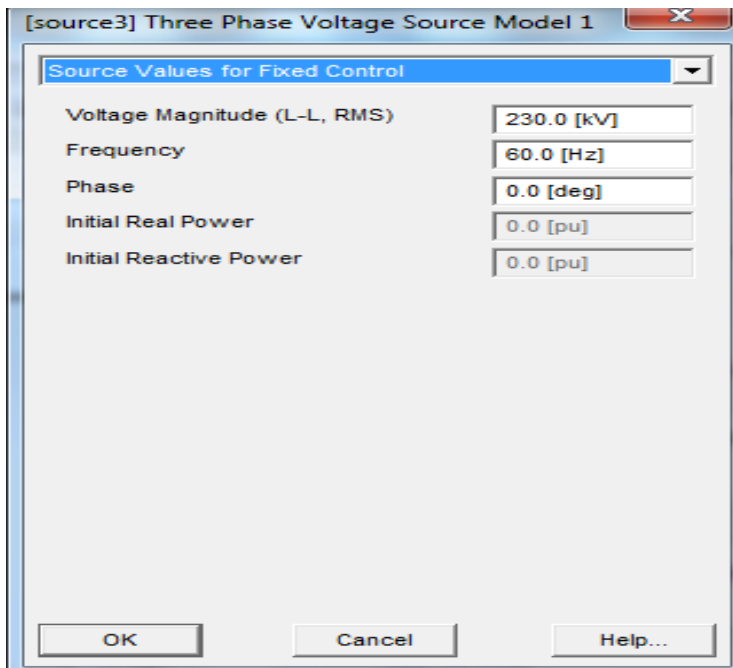 [source3] Three Phase Voltage Source Model 1
Source Values for Fixed Control
Voltage Magnitude (L-L, RMS) 230.0 [kV]
Frequency 60.0 [Hz]
Phase 0.0 [deg]
Initial Real Power 0.0 [pu]
Initial Reactive Power 0.0 [pu]
OK Cancel Help...